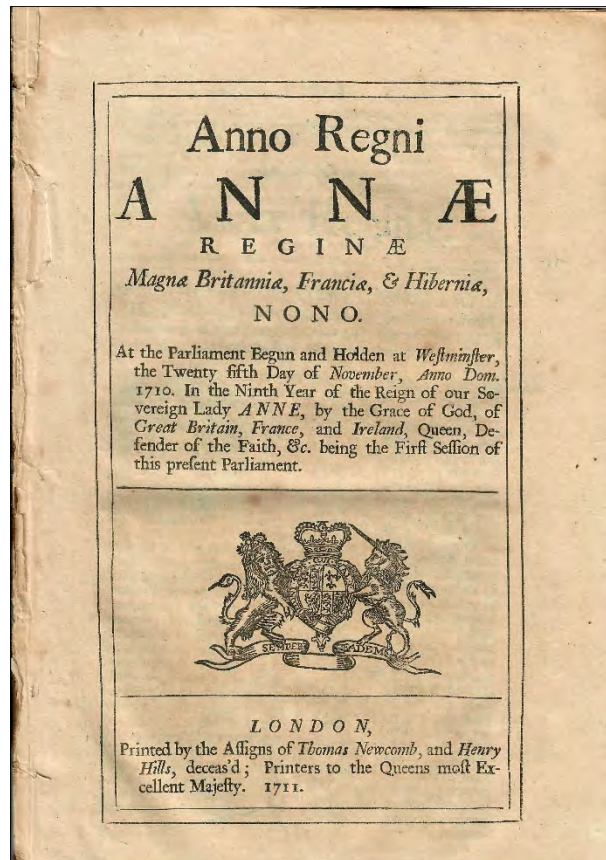 Anno Regni
ANNÆ
REGINÆ
Magnæ Britanniæ, Franciæ, & Hiberniæ,
NONO.
At the Parliament Begun and Holden at Weſtminſter,
the Twenty fifth Day of November, Anno Dom.
1710. In the Ninth Year of the Reign of our So-
vereign Lady ANNE, by the Grace of God, of
Great Britain, France, and Ireland, Queen, De-
fender of the Faith, &c. being the Firſt Seſſion of
this preſent Parliament.
SEMPER EADEM
LONDON,
Printed by the Aſſigns of Thomas Newcomb, and Henry
Hills, deceas'd; Printers to the Queens moſt Ex-
cellent Majeſty. 1711.